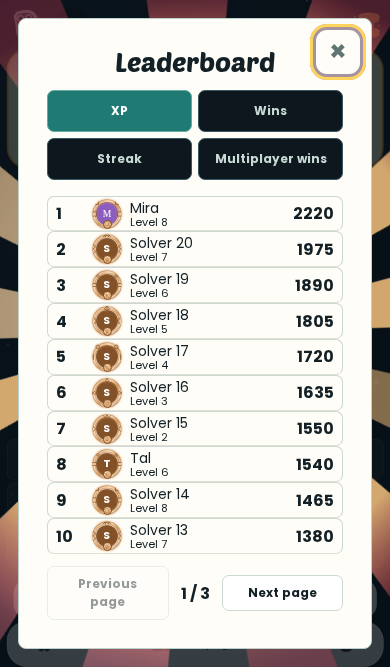 Leaderboard
✖
XP
Wins
Streak
Multiplayer wins
1 M Mira 2220
Level 8
2 S Solver 20 1975
Level 7
3 S Solver 19 1890
Level 6
4 S Solver 18 1805
Level 5
5 S Solver 17 1720
Level 4
6 S Solver 16 1635
Level 3
7 S Solver 15 1550
Level 2
8 T Tal 1540
Level 6
9 S Solver 14 1465
Level 8
10 S Solver 13 1380
Level 7
Previous
page
1 / 3
Next page